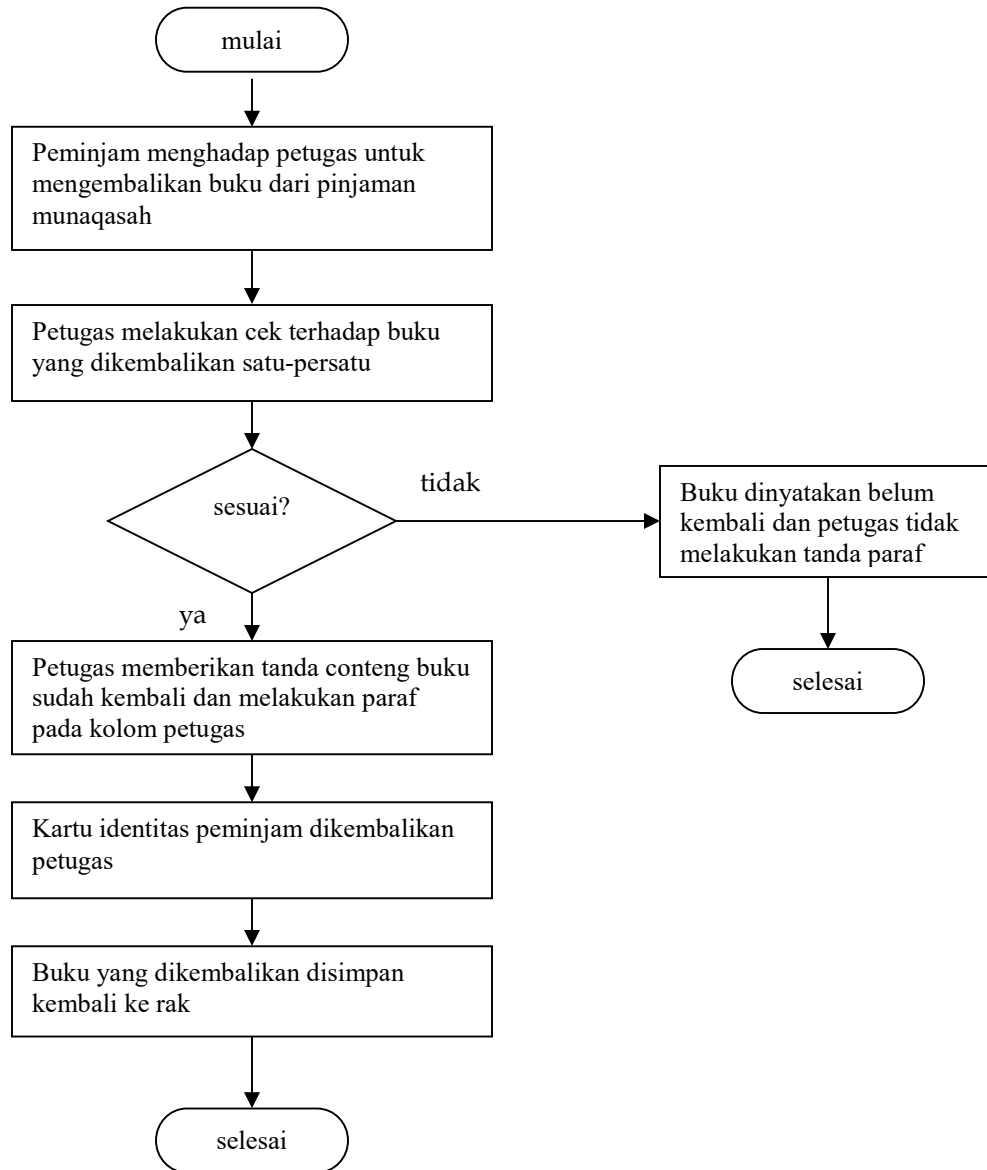 mulai
Peminjam menghadap petugas untuk
mengembalikan buku dari pinjaman
munaqasah
Petugas melakukan cek terhadap buku
yang dikembalikan satu-persatu
sesuai?
tidak
Buku dinyatakan belum
kembali dan petugas tidak
melakukan tanda paraf
selesai
ya
Petugas memberikan tanda conteng buku
sudah kembali dan melakukan paraf
pada kolom petugas
Kartu identitas peminjam dikembalikan
petugas
Buku yang dikembalikan disimpan
kembali ke rak
selesai